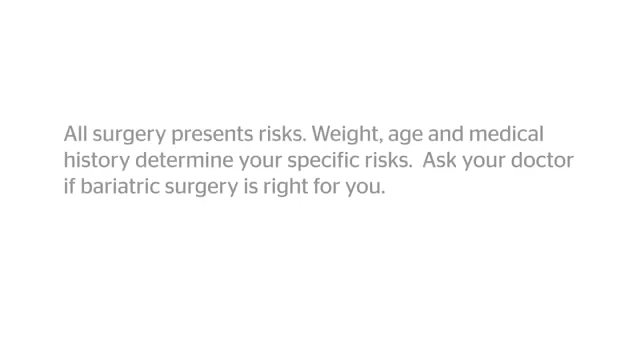 All surgery presents risks. Weight, age and medical
history determine your specific risks.  Ask your doctor
if bariatric surgery is right for you.